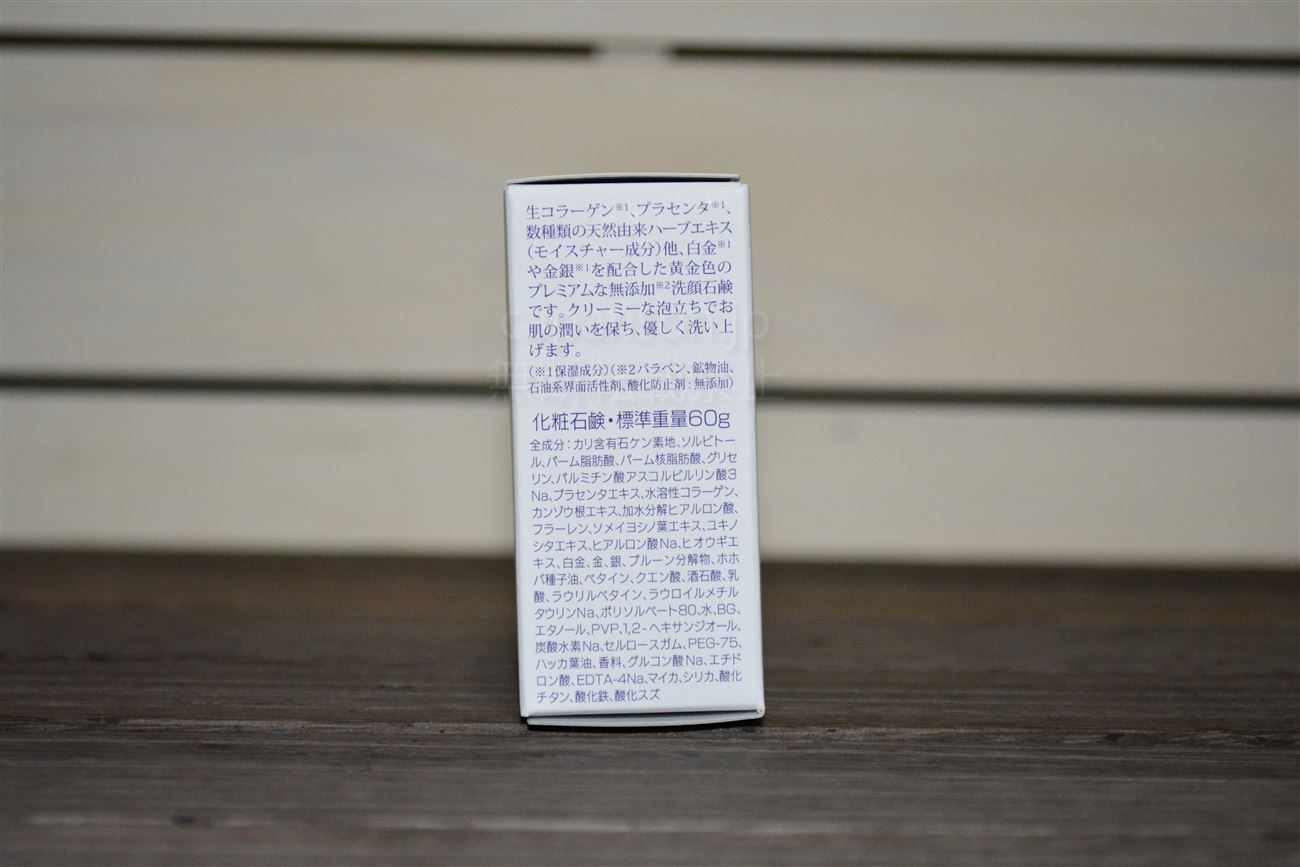 生コラーゲン※1、プラセンタ※1、
数種類の天然由来ハーブエキス
(モイスチャー成分)他、白金※1
や金銀※1を配合した黄金色の
プレミアムな無添加※2洗顔石鹸
です。クリーミーな泡立ちでお
肌の潤いを保ち、優しく洗い上
げます。
(※1保湿成分)(※2パラベン、鉱物油、
石油系界面活性剤、酸化防止剤:無添加)
無断転載禁止
化粧石鹸・標準重量60g
全成分:カリ含有石ケン素地、ソルビトー
ル、パーム脂肪酸、パーム核脂肪酸、グリセ
リン、パルミチン酸アスコルビルリン酸3
Na、プラセンタエキス、水溶性コラーゲン、
カンゾウ根エキス、加水分解ヒアルロン酸、
フラーレン、ソメイヨシノ葉エキス、ユキノ
シタエキス、ヒアルロン酸Na、ヒオウギエ
キス、白金、金、銀、プルーン分解物、ホホ
バ種子油、ベタイン、クエン酸、酒石酸、乳
酸、ラウリルベタイン、ラウロイルメチル
タウリンNa、ポリソルベート80、水、BG、
エタノール、PVP、1,2-ヘキサンジオール、
炭酸水素Na、セルロースガム、PEG-75、
ハッカ葉油、香料、グルコン酸Na、エチド
ロン酸、EDTA-4Na、マイカ、シリカ、酸化
チタン、酸化鉄、酸化スズ